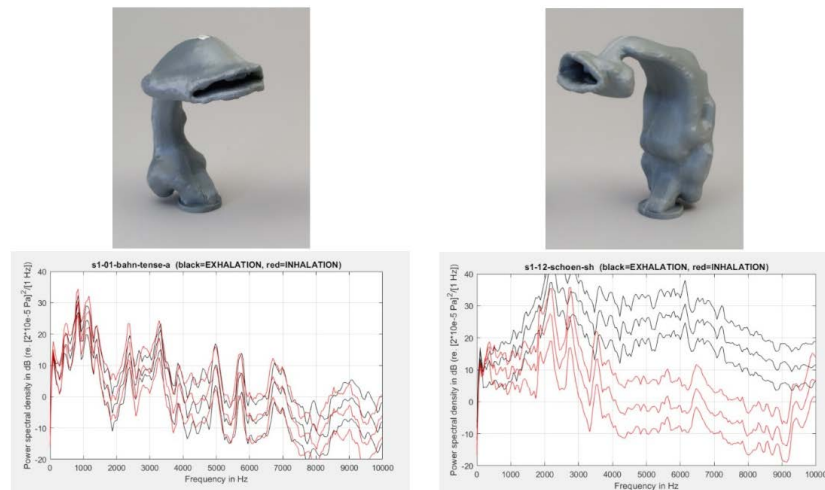 s1-01-bahn-tense-a (black=EXHALATION, red=INHALATION)
Power spectral density in dB (re. [2*10e-5 Pa]^2/[1 Hz])
40
30
20
10
0
-10
-20
0 1000 2000 3000 4000 5000 6000 7000 8000 9000 10000
Frequency in Hz
s1-12-schoen-sh (black=EXHALATION, red=INHALATION)
Power spectral density in dB (re. [2*10e-5 Pa]^2/[1 Hz])
40
30
20
10
0
-10
-20
0 1000 2000 3000 4000 5000 6000 7000 8000 9000 10000
Frequency in Hz